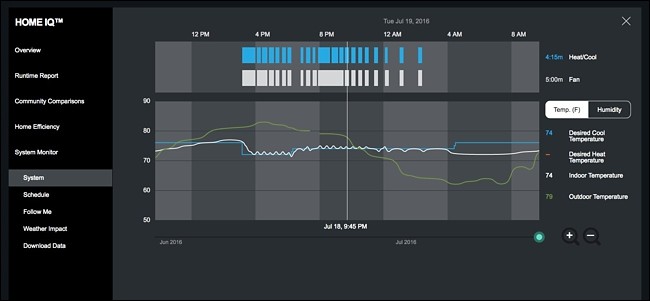 HOME IQ™
Tue Jul 19, 2016
12 PM 4 PM 8 PM 12 AM 4 AM 8 AM
Overview
4:15m Heat/Cool
Runtime Report
5:00m Fan
Community Comparisons
90
Temp. (F) Humidity
Home Efficiency
80
74 Desired Cool
Temperature
System Monitor
-- Desired Heat
Temperature
70
System
74 Indoor Temperature
Schedule
60
79 Outdoor Temperature
Follow Me
50
Weather Impact
Jul 18, 9:45 PM
Download Data
Jun 2016 Jul 2016